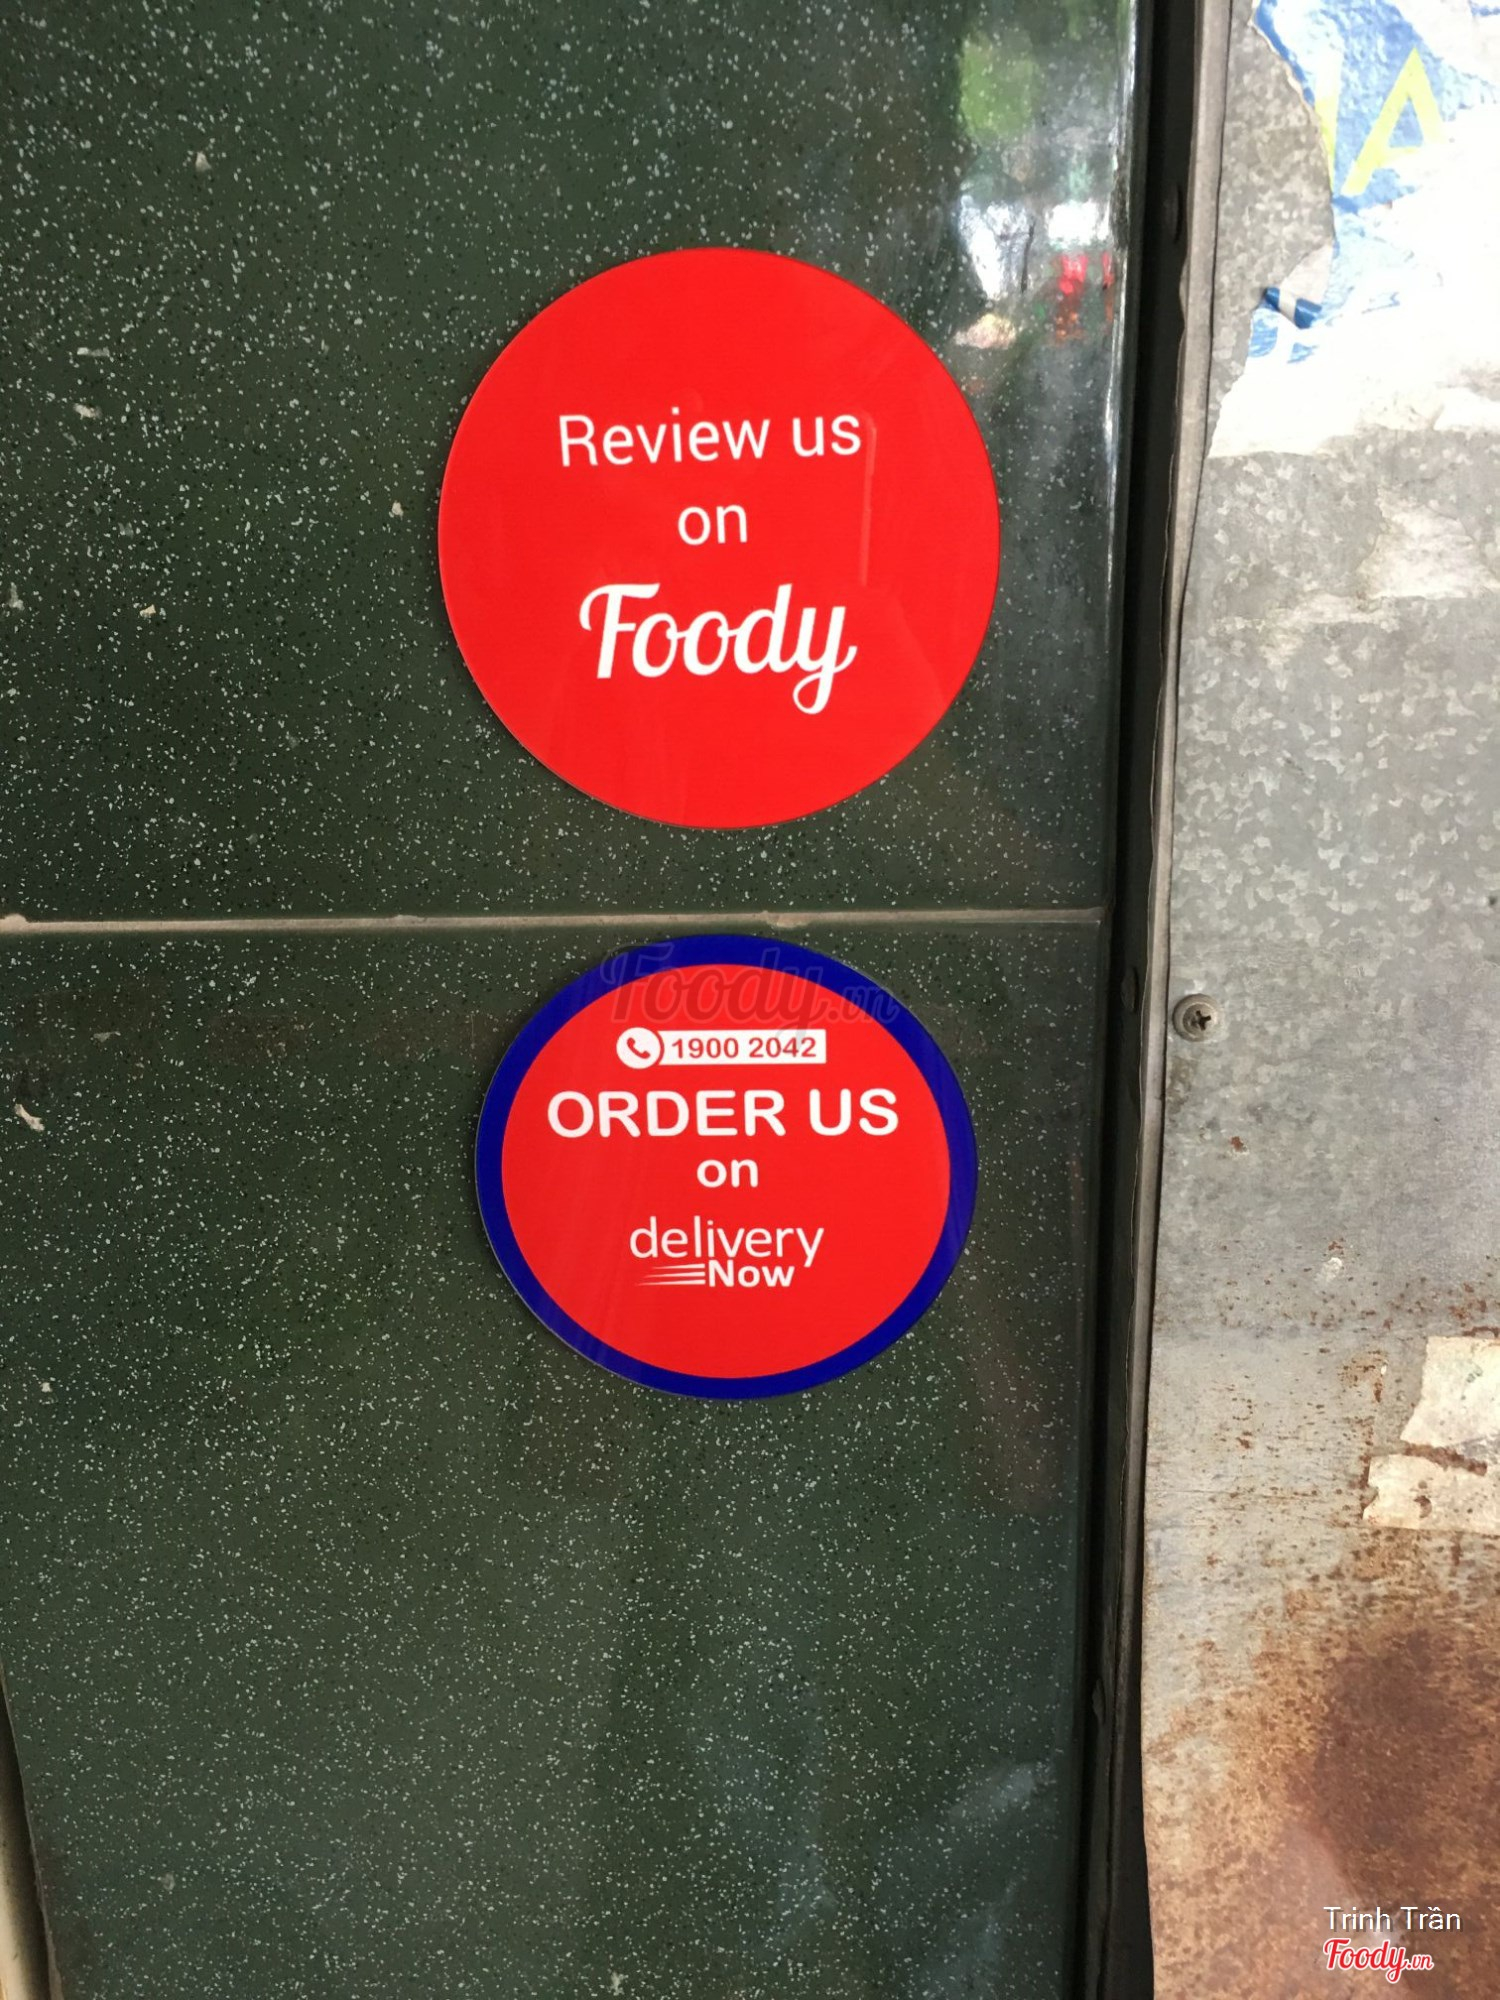 Review us
on
Foody
Foody.vn
1900 2042
ORDER US
on
delivery
Now
Trinh Trần
Foody.vn